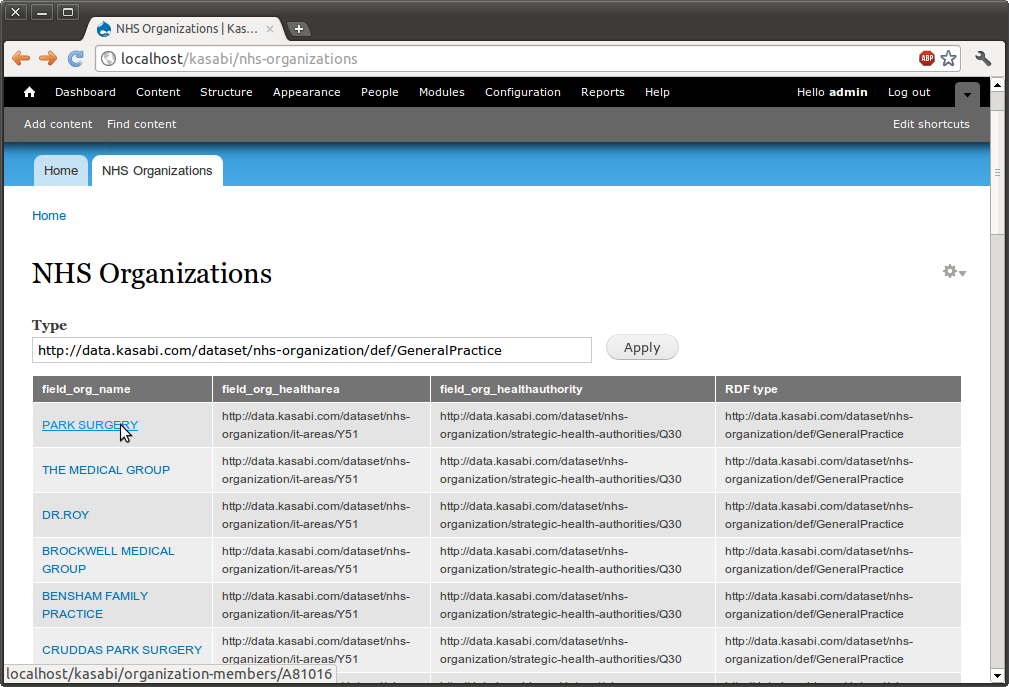 NHS Organizations | Kas...
localhost/kasabi/nhs-organizations
ABP
Dashboard Content Structure Appearance People Modules Configuration Reports Help Hello admin Log out
Add content Find content Edit shortcuts
Home NHS Organizations
Home
NHS Organizations
Type
http://data.kasabi.com/dataset/nhs-organization/def/GeneralPractice Apply
field_org_name field_org_healtharea field_org_healthauthority RDF type
PARK SURGERY
http://data.kasabi.com/dataset/nhs-
organization/it-areas/Y51
http://data.kasabi.com/dataset/nhs-
organization/strategic-health-authorities/Q30
http://data.kasabi.com/dataset/nhs-
organization/def/GeneralPractice
THE MEDICAL GROUP
http://data.kasabi.com/dataset/nhs-
organization/it-areas/Y51
http://data.kasabi.com/dataset/nhs-
organization/strategic-health-authorities/Q30
http://data.kasabi.com/dataset/nhs-
organization/def/GeneralPractice
DR.ROY
http://data.kasabi.com/dataset/nhs-
organization/it-areas/Y51
http://data.kasabi.com/dataset/nhs-
organization/strategic-health-authorities/Q30
http://data.kasabi.com/dataset/nhs-
organization/def/GeneralPractice
BROCKWELL MEDICAL
GROUP
http://data.kasabi.com/dataset/nhs-
organization/it-areas/Y51
http://data.kasabi.com/dataset/nhs-
organization/strategic-health-authorities/Q30
http://data.kasabi.com/dataset/nhs-
organization/def/GeneralPractice
BENSHAM FAMILY
PRACTICE
http://data.kasabi.com/dataset/nhs-
organization/it-areas/Y51
http://data.kasabi.com/dataset/nhs-
organization/strategic-health-authorities/Q30
http://data.kasabi.com/dataset/nhs-
organization/def/GeneralPractice
CRUDDAS PARK SURGERY
http://data.kasabi.com/dataset/nhs-
organization/it-areas/Y51
http://data.kasabi.com/dataset/nhs-
organization/strategic-health-authorities/Q30
http://data.kasabi.com/dataset/nhs-
organization/def/GeneralPractice
localhost/kasabi/organization-members/A81016